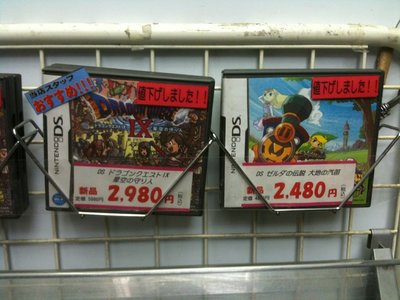 当店スタッフ
おすすめ!!!!
値下げしました！！
NINTENDO DS
DRAGON QUEST
IX
DS ドラゴンクエストIX
星空の守り人
新品 2,980円
値下げしました！！
NINTENDO DS
DS ゼルダの伝説 大地の汽笛
新品 2,480円